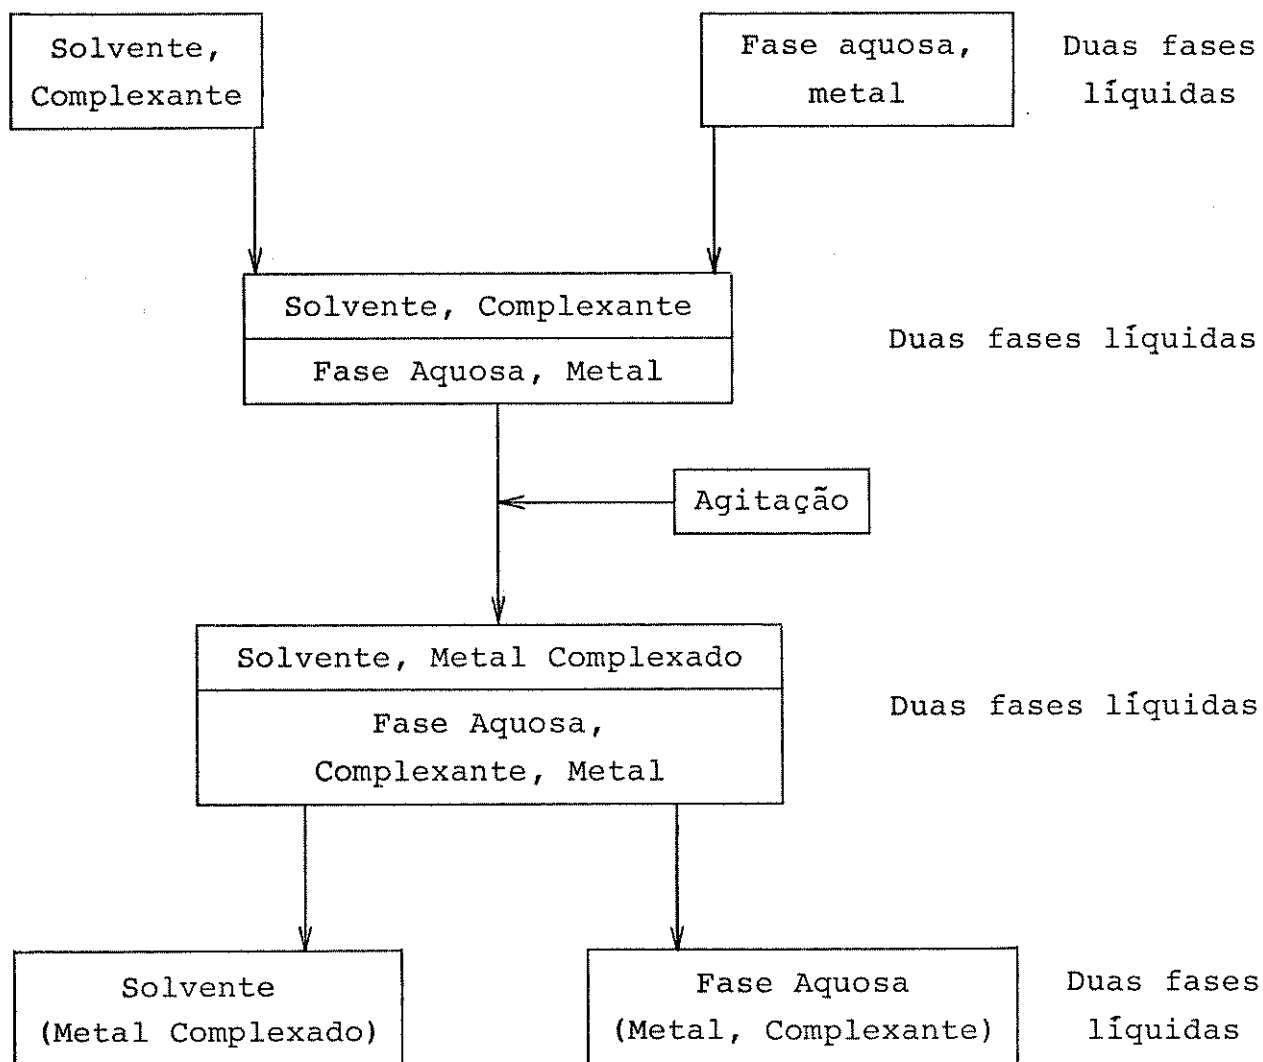 Solvente,
Complexante
Fase aquosa,
metal
Duas fases
líquidas
Solvente, Complexante
Fase Aquosa, Metal
Duas fases líquidas
Agitação
Solvente, Metal Complexado
Fase Aquosa,
Complexante, Metal
Duas fases líquidas
Solvente
(Metal Complexado)
Fase Aquosa
(Metal, Complexante)
Duas fases
líquidas